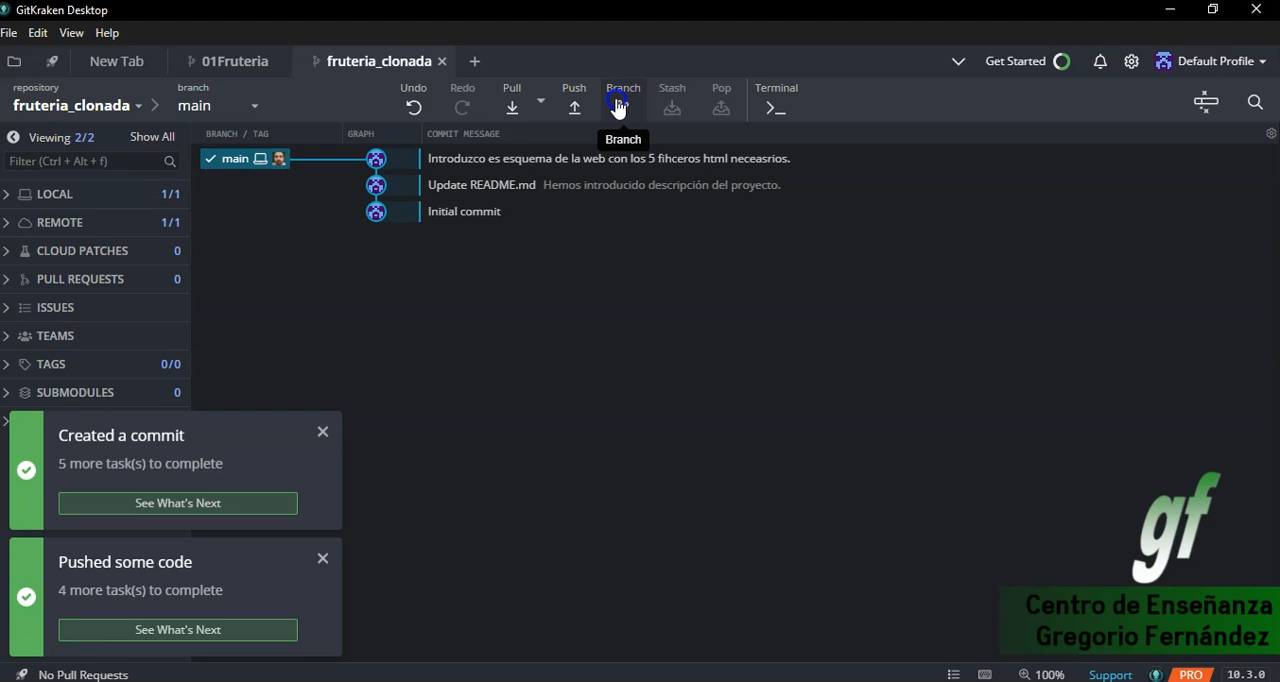 GitKraken Desktop
File Edit View Help
New Tab 01Fruteria fruteria_clonada Get Started Default Profile
repository branch Undo Redo Pull Push Branch Stash Pop Terminal
fruteria_clonada main
Branch
Viewing 2/2 Show All BRANCH / TAG GRAPH COMMIT MESSAGE
Filter (Ctrl + Alt + f) main Introduzco es esquema de la web con los 5 fihceros html neceasrios.
LOCAL 1/1 Update README.md Hemos introducido descripción del proyecto.
REMOTE 1/1 Initial commit
CLOUD PATCHES 0
PULL REQUESTS 0
ISSUES
TEAMS
TAGS 0/0
SUBMODULES 0
Created a commit
5 more task(s) to complete
See What's Next
Pushed some code
4 more task(s) to complete
See What's Next
gf
Centro de Enseñanza
Gregorio Fernández
No Pull Requests 100% Support PRO 10.3.0